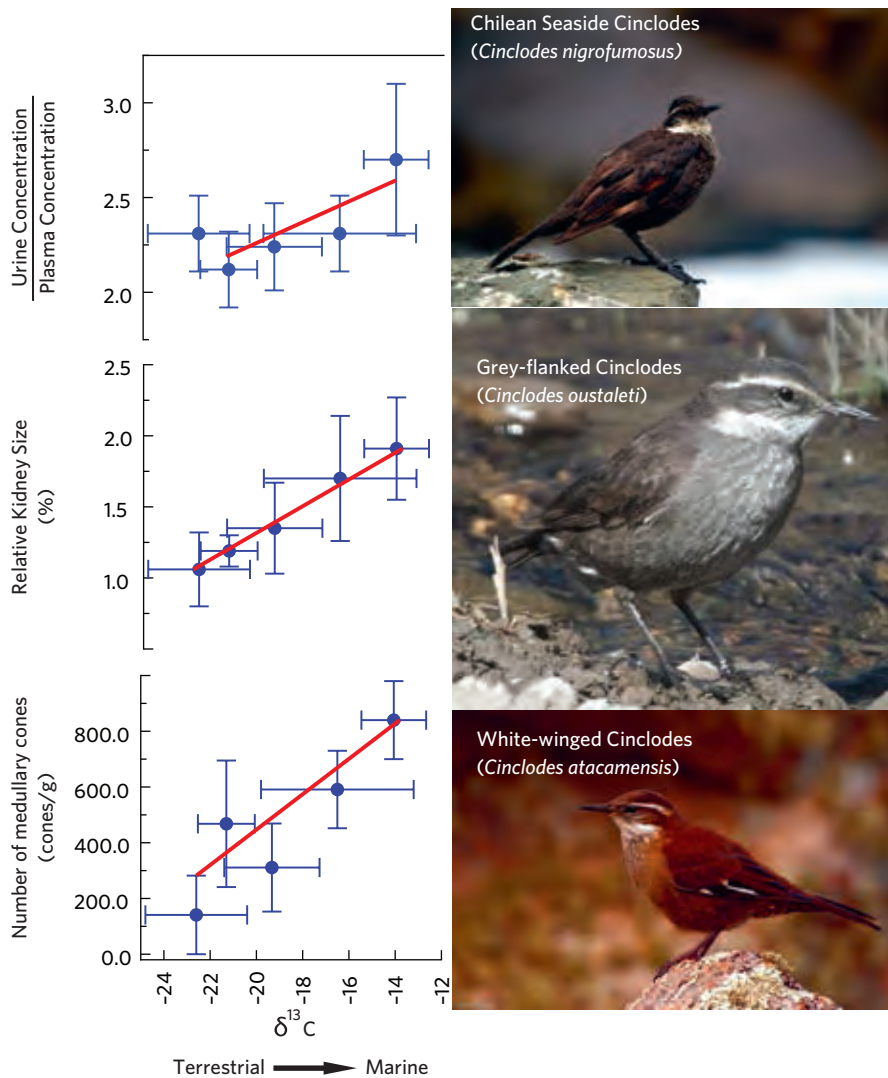 Urine Concentration
Plasma Concentration
3.0
2.5
2.0
Relative Kidney Size
(%)
2.5
2.0
1.5
1.0
Number of medullary cones
(cones/g)
800.0
600.0
400.0
200.0
0.0
-24
-22
-20
-18
-16
-14
-12
δ13C
Terrestrial
Marine
Chilean Seaside Cinclodes
(Cinclodes nigrofumosus)
Grey-flanked Cinclodes
(Cinclodes oustaleti)
White-winged Cinclodes
(Cinclodes atacamensis)